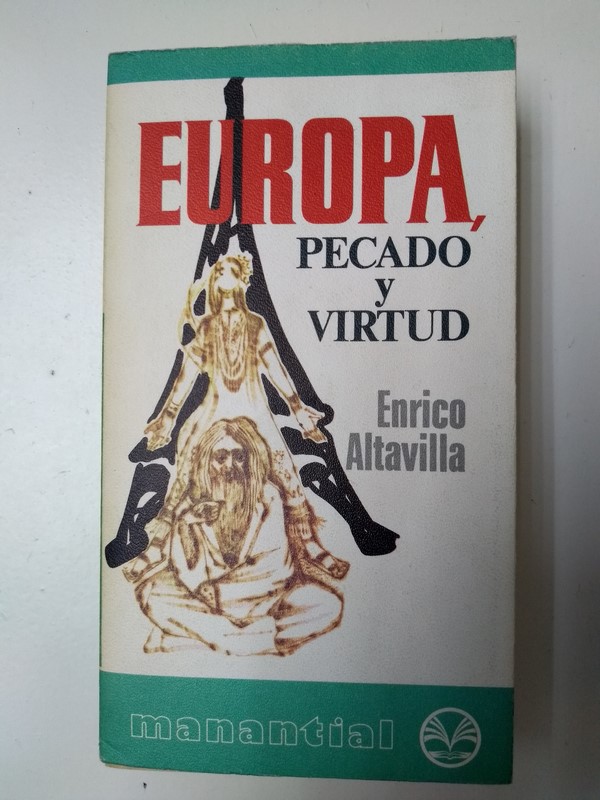 EUROPA,
PECADO
y
VIRTUD
Enrico
Altavilla
manantial